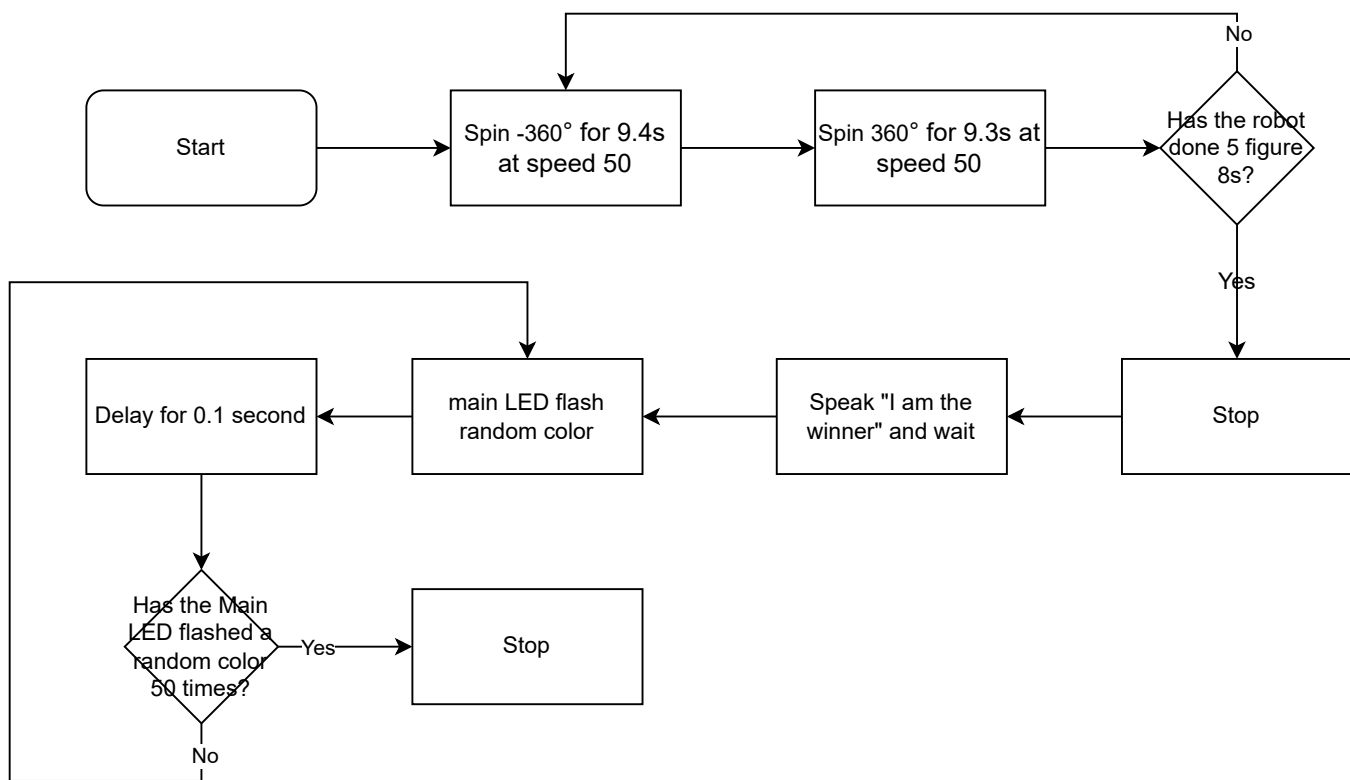 No
Start
Spin -360° for 9.4s
at speed 50
Spin 360° for 9.3s at
speed 50
Has the robot
done 5 figure
8s?
Yes
Delay for 0.1 second
main LED flash
random color
Speak "I am the
winner" and wait
Stop
Has the Main
LED flashed a
random color
50 times?
Yes
Stop
No